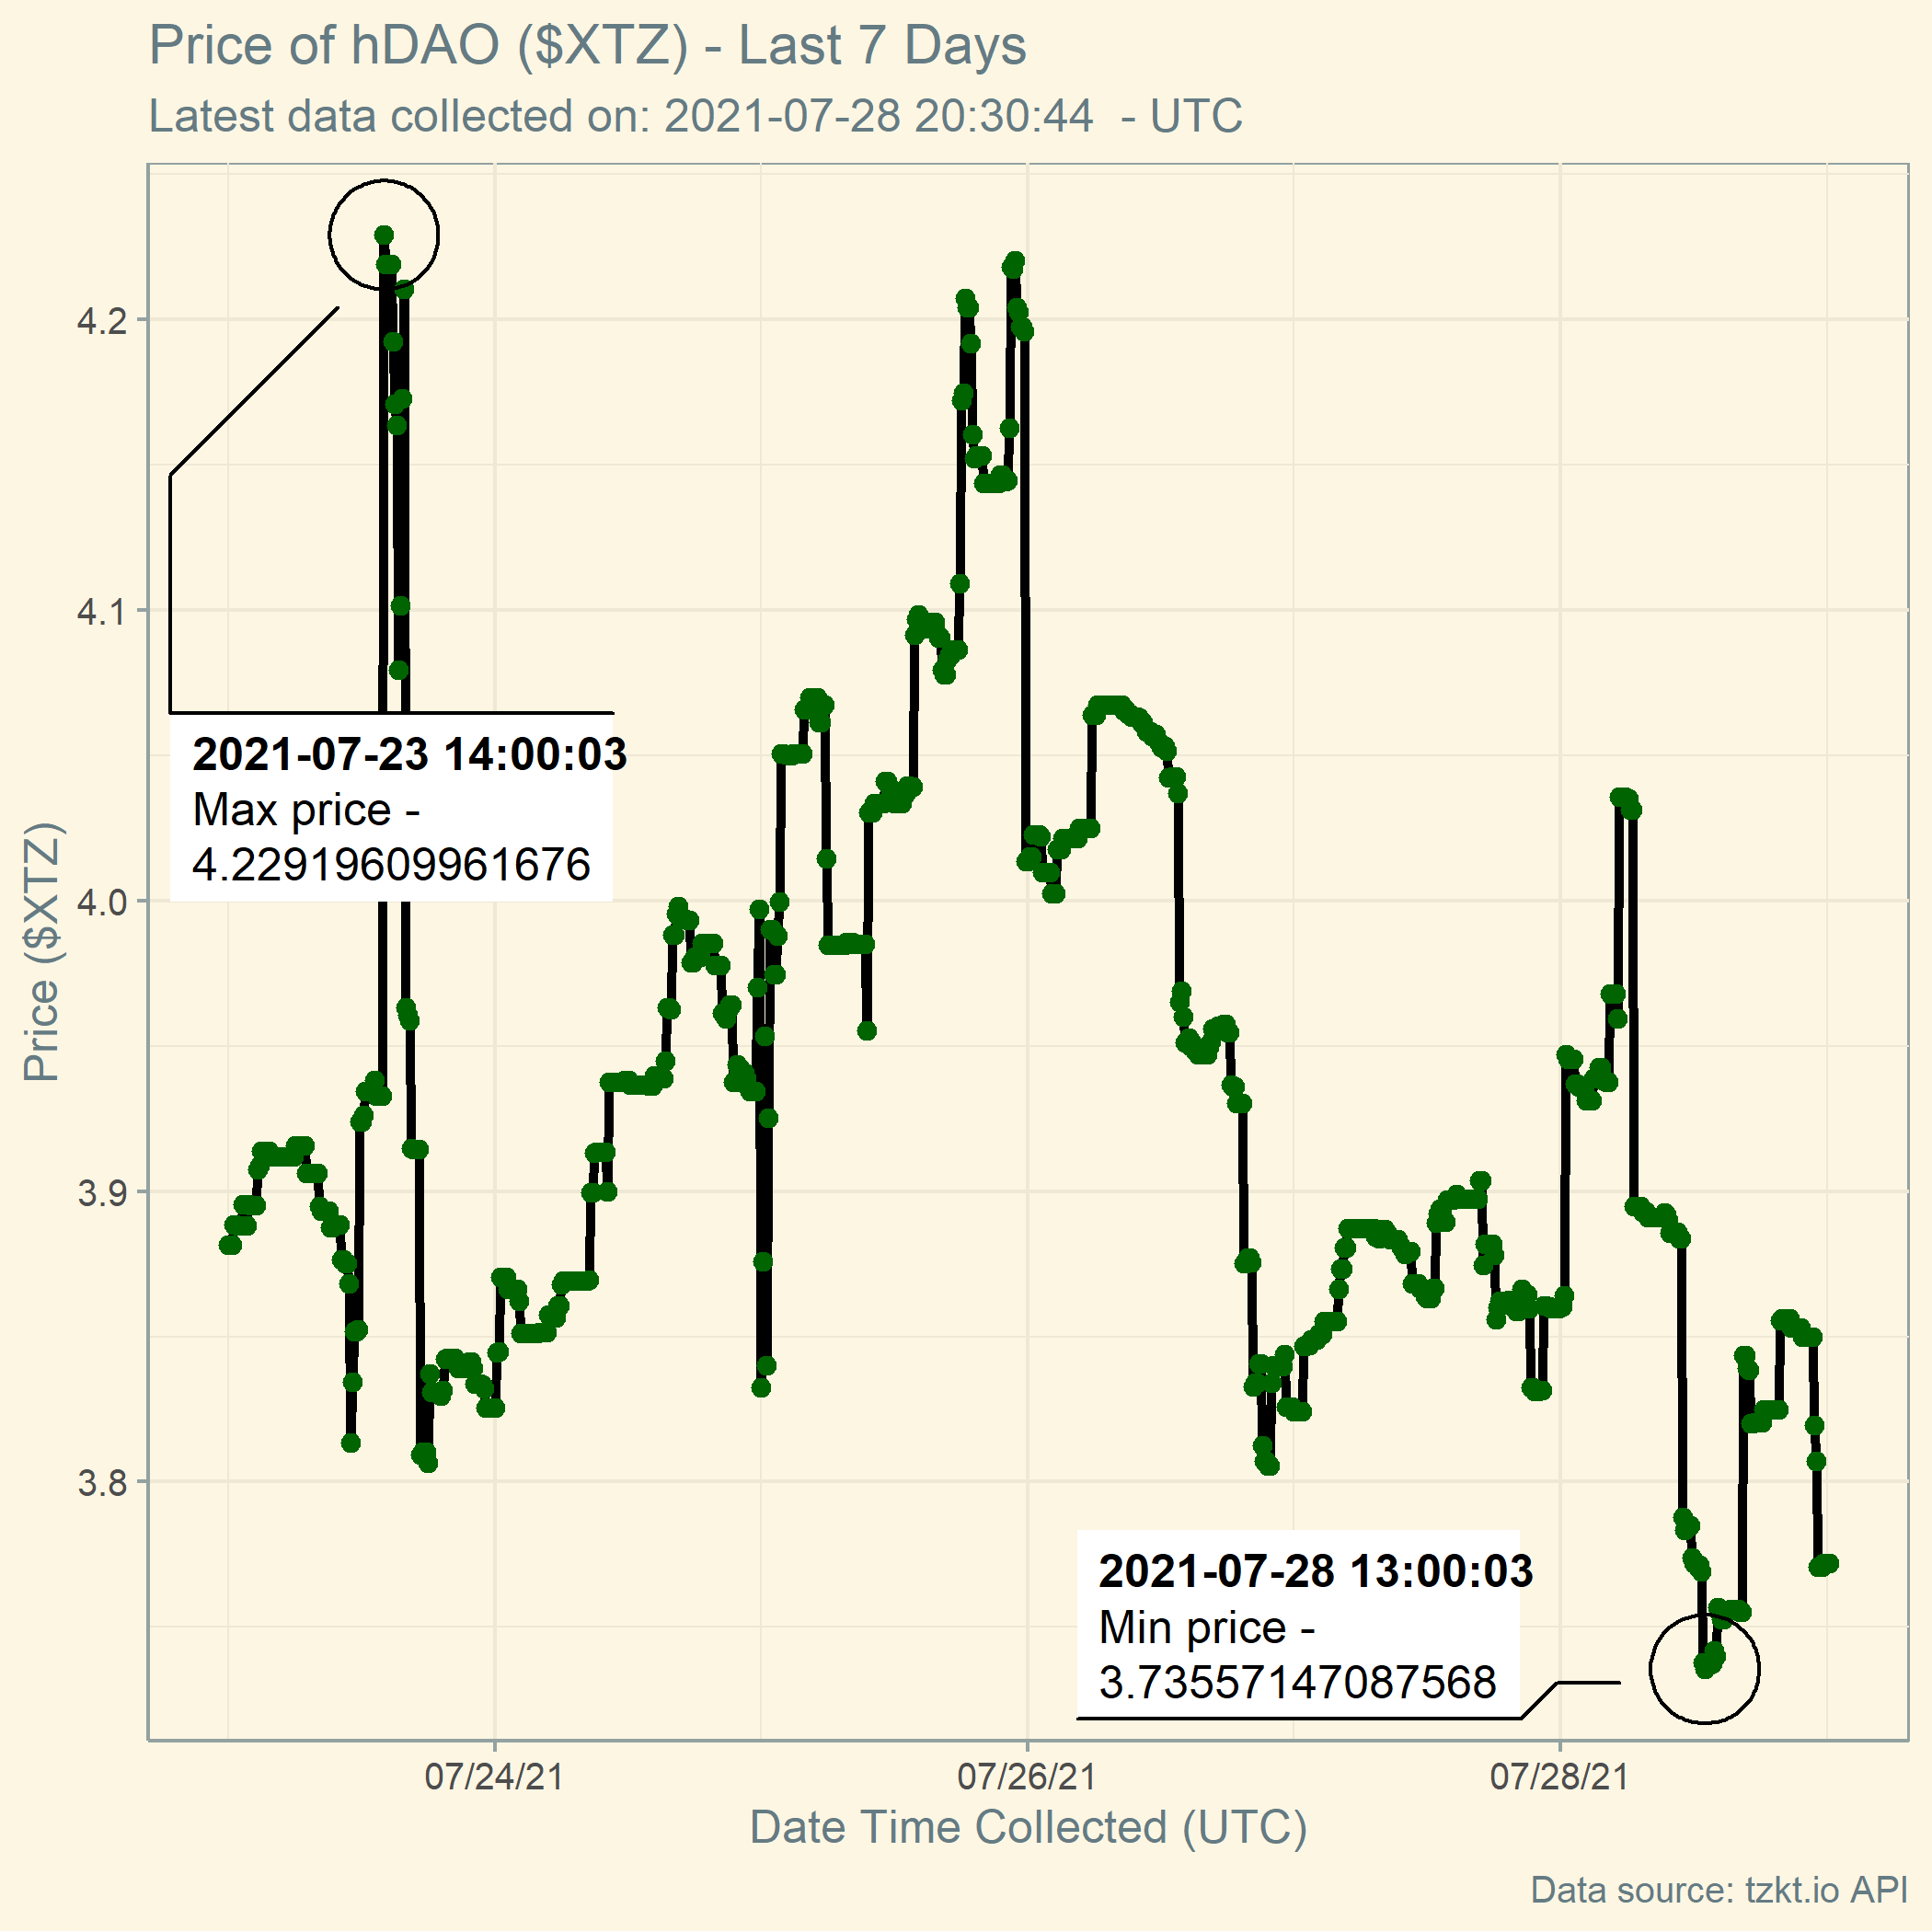 Price of hDAO ($XTZ) - Last 7 Days
Latest data collected on: 2021-07-28 20:30:44  - UTC
Price ($XTZ)
4.2
4.1
4.0
3.9
3.8
2021-07-23 14:00:03
Max price -
4.22919609961676
2021-07-28 13:00:03
Min price -
3.73557147087568
07/24/21
07/26/21
07/28/21
Date Time Collected (UTC)
Data source: tzkt.io API